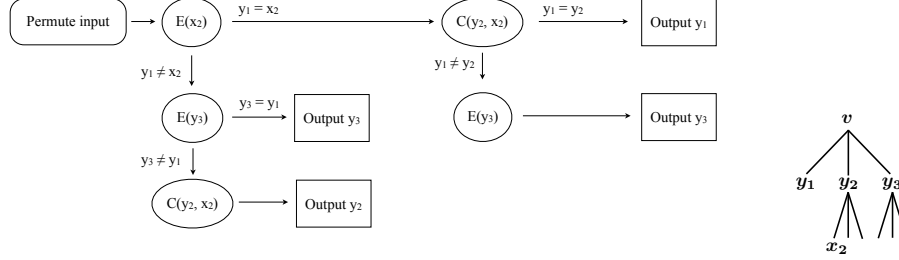 Permute input
E(x₂)
y₁ = x₂
C(y₂, x₂)
y₁ = y₂
Output y₁
y₁ ≠ x₂
y₁ ≠ y₂
E(y₃)
y₃ = y₁
Output y₃
E(y₃)
Output y₃
y₃ ≠ y₁
C(y₂, x₂)
Output y₂
v
y₁ y₂ y₃
x₂